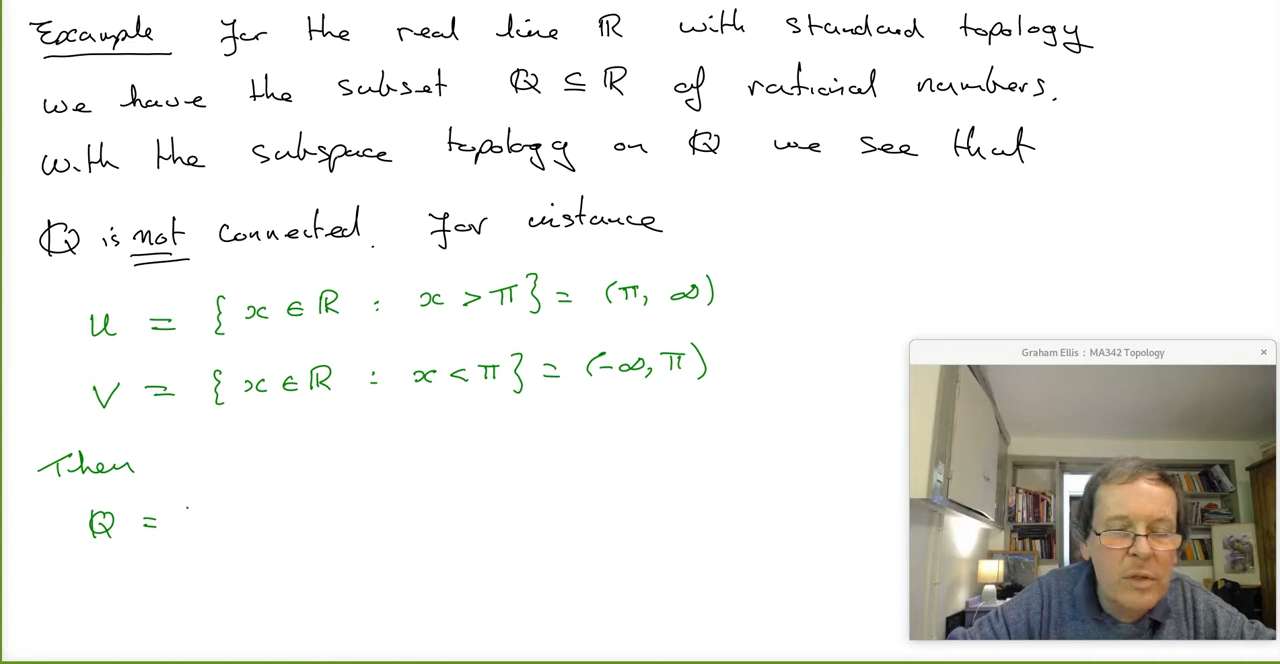 Example For the real line ℝ with standard topology
we have the subset ℚ ⊆ ℝ of rational numbers.
With the subspace topology on ℚ we see that
ℚ is not connected. For instance
U = { x ∈ ℝ : x > π } = (π, ∞)
V = { x ∈ ℝ : x < π } = (-∞, π)
Graham Ellis : MA342 Topology
×
Then
ℚ =